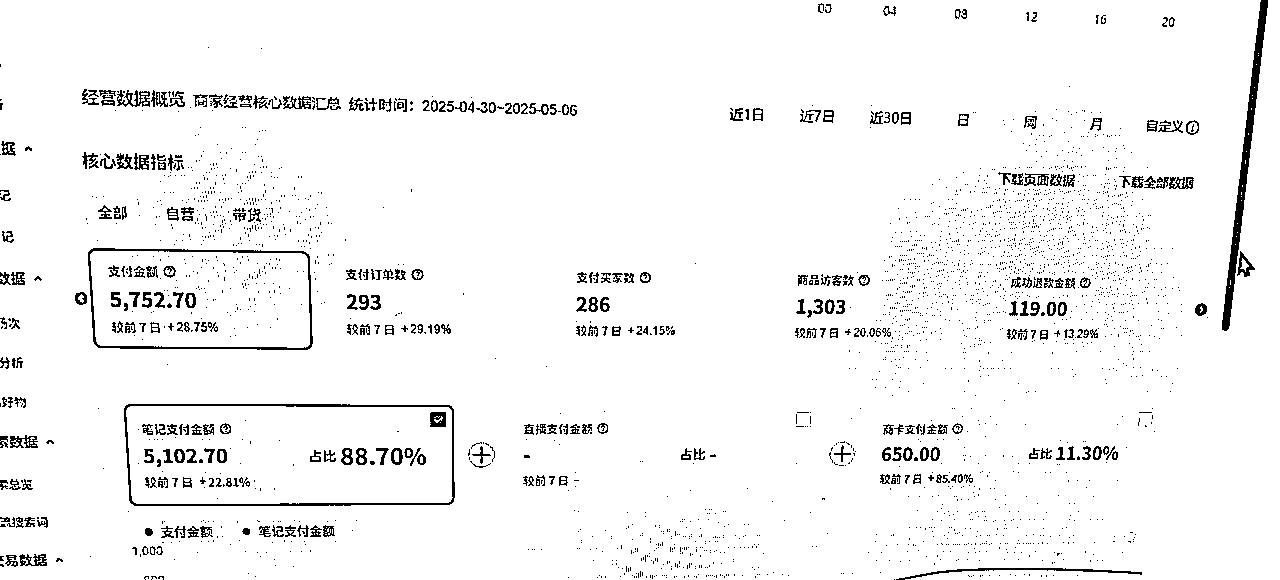 00 04 08 12 16 20
经营数据概览 商家经营核心数据汇总 统计时间：2025-04-30~2025-05-06
近1日 近7日 近30日 日 周 月 自定义
据
核心数据指标
下载页面数据 下载全部数据
记
全部 自营 带货
记
数据
支付金额 支付订单数 支付买家数 商品访客数 成功退款金额
5,752.70 293 286 1,303 119.00
较前7日 +28.75% 较前7日 +29.19% 较前7日 +24.15% 较前7日 +20.06% 较前7日 +13.29%
场次
分析
好物
笔记支付金额 直播支付金额 商卡支付金额
5,102.70 占比 88.70% - 占比 - 650.00 占比 11.30%
较前7日 +22.81% 较前7日 - 较前7日 +85.40%
索数据
索总览
流搜索词
支付金额 笔记支付金额
1,000
交易数据